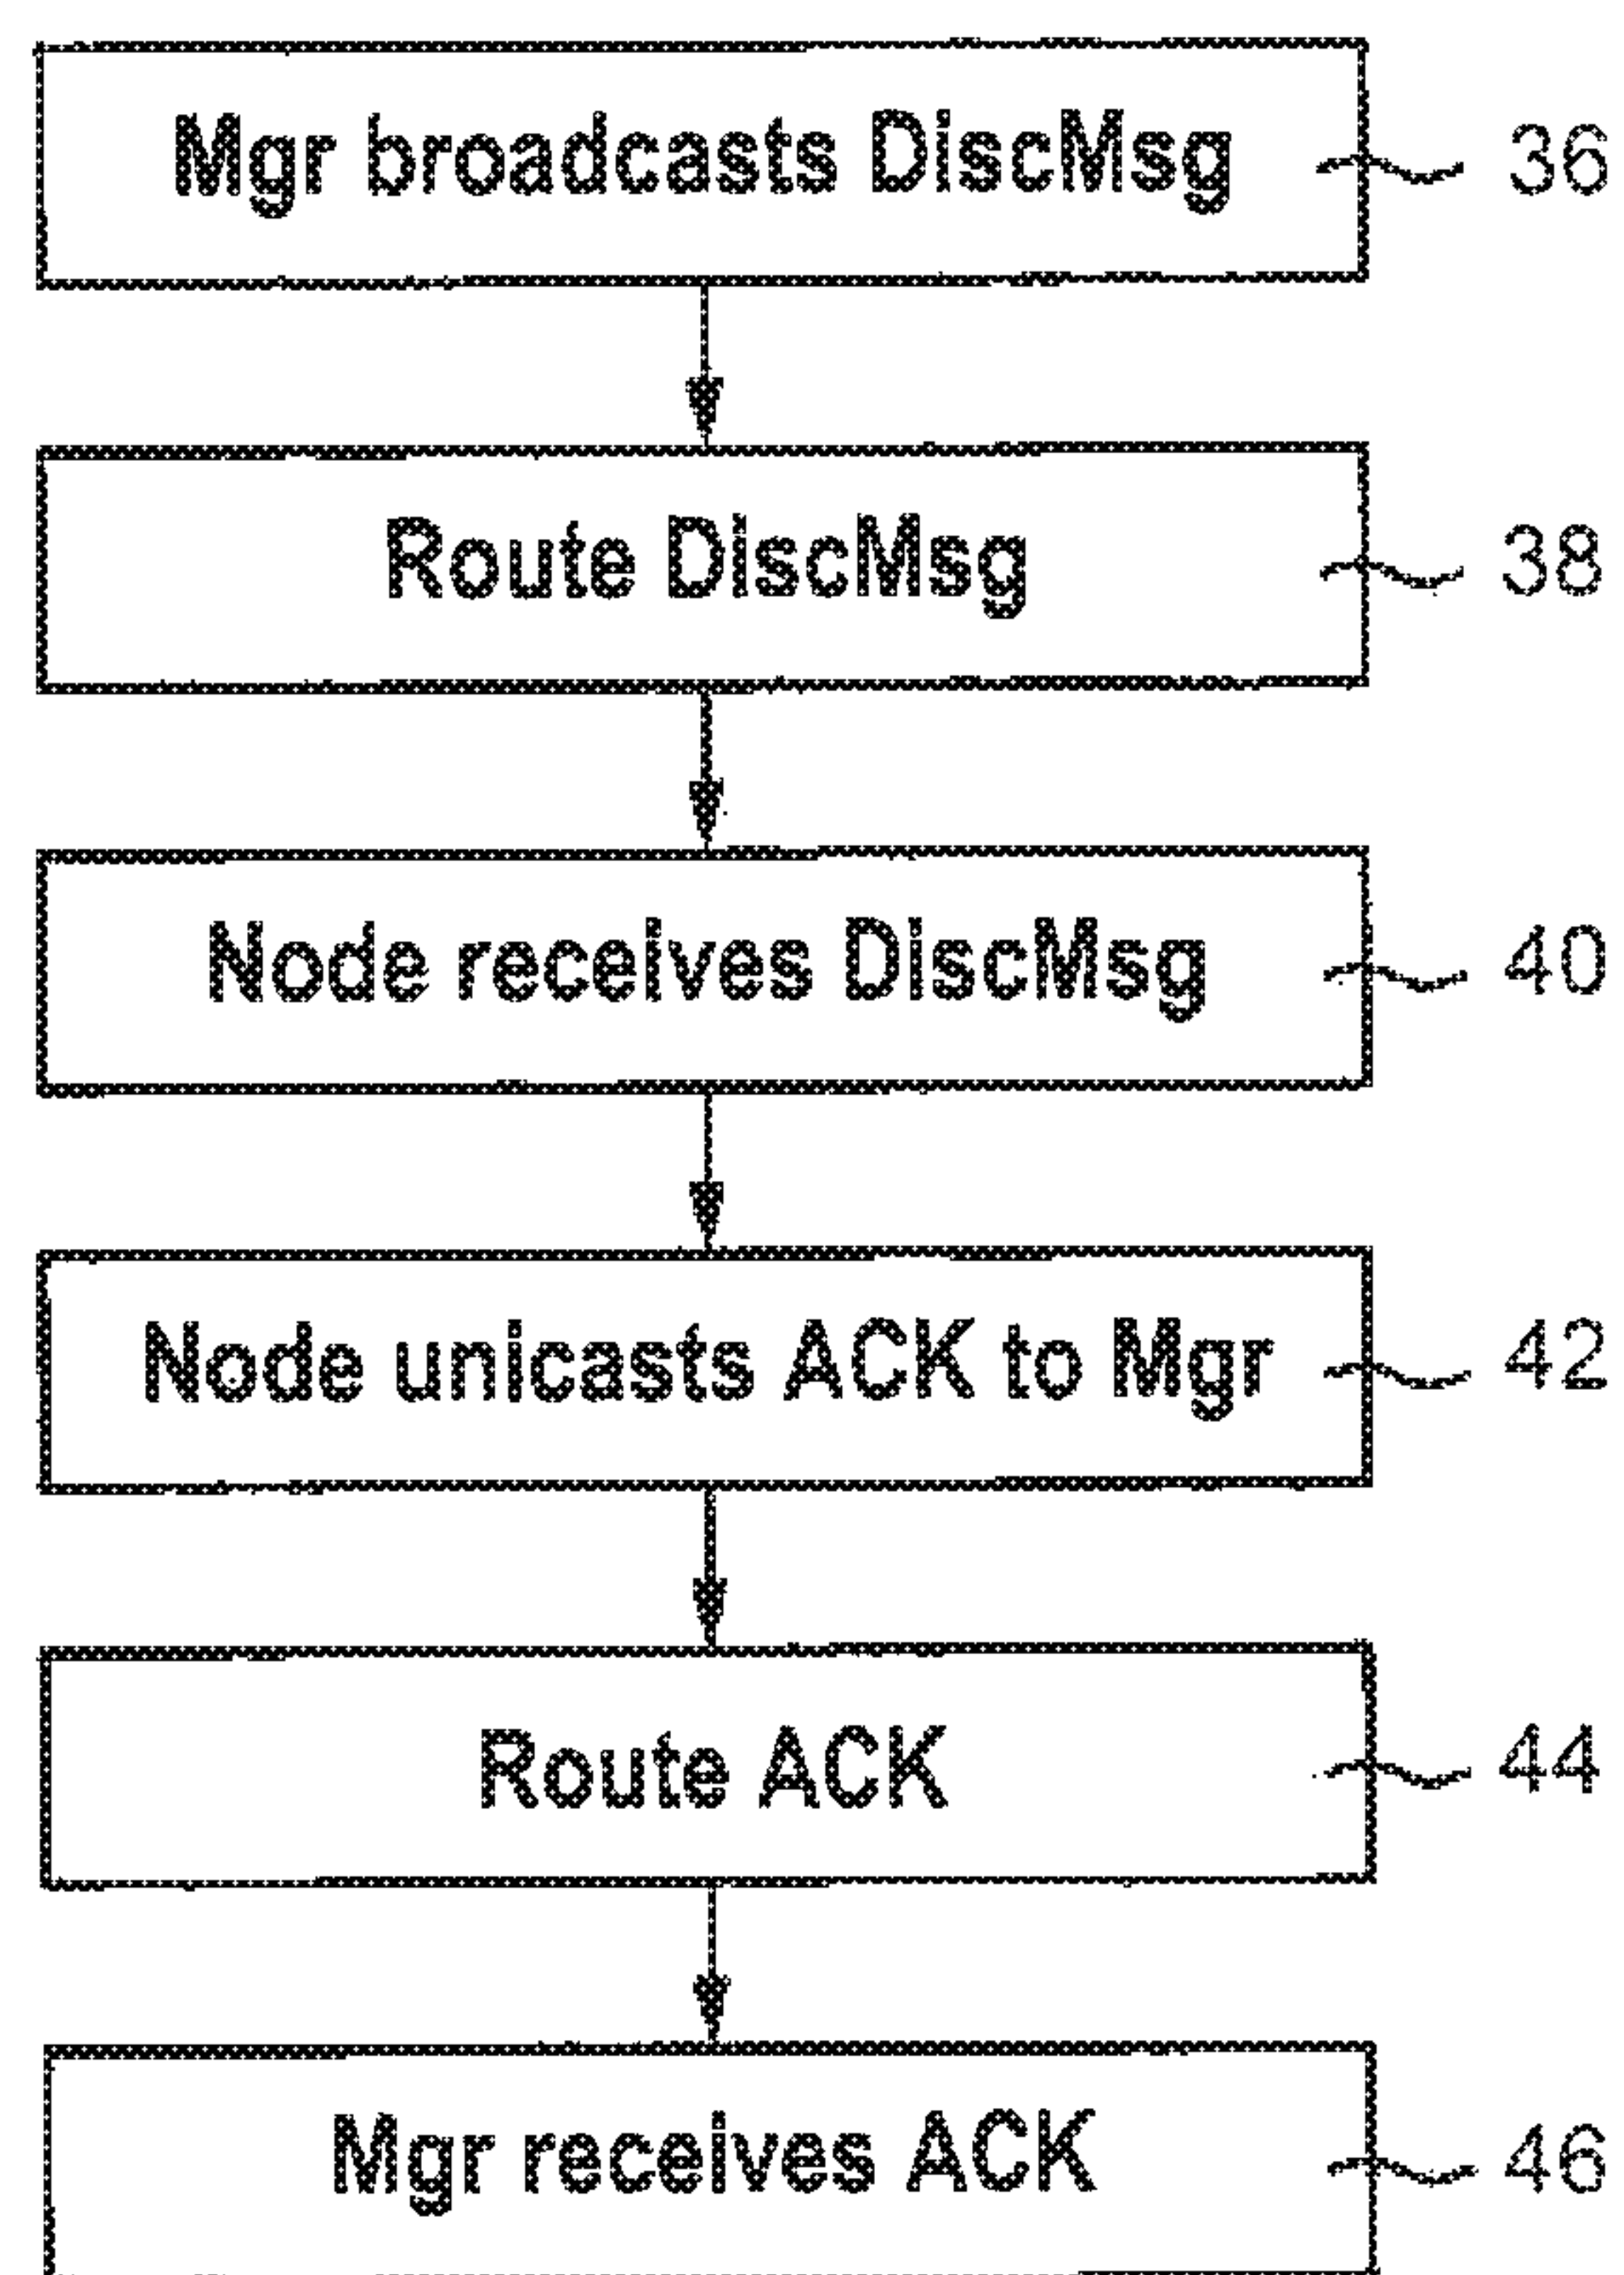 Mgr broadcasts DiscMsg 36
Route DiscMsg 38
Node receives DiscMsg 40
Node unicasts ACK to Mgr 42
Route ACK 44
Mgr receives ACK 46